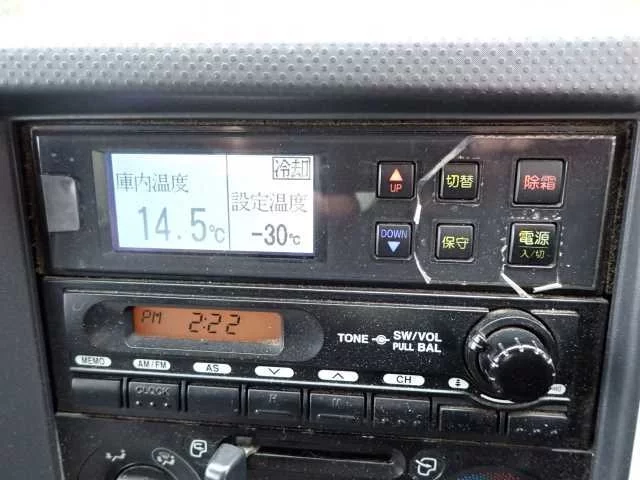 冷却
庫内温度
設定温度
14.5℃
-30℃
UP
切替
除霜
DOWN
保守
電源
入/切
PM 2:22
TONE
SW/VOL
PULL BAL
MEMO
AM/FM
AS
CH
CLOCK